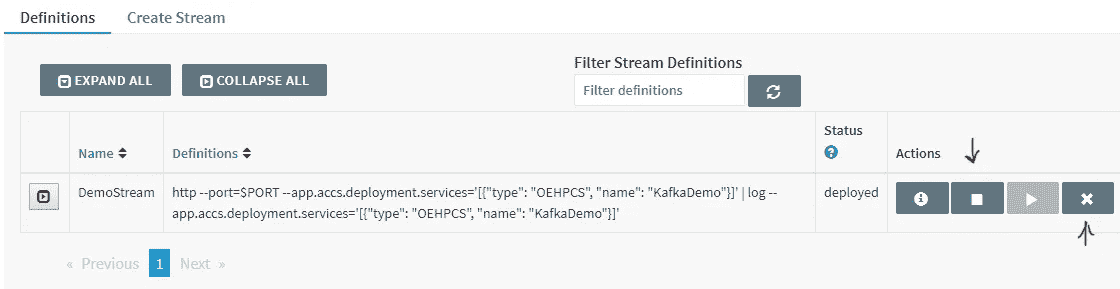 Definitions Create Stream
EXPAND ALL COLLAPSE ALL
Filter Stream Definitions
Filter definitions
Name Definitions Status Actions
DemoStream http --port=$PORT --app.accs.deployment.services='[{"type": "OEHPCS", "name": "KafkaDemo"}]' | log -- deployed
app.accs.deployment.services='[{"type": "OEHPCS", "name": "KafkaDemo"}]'
« Previous 1 Next »